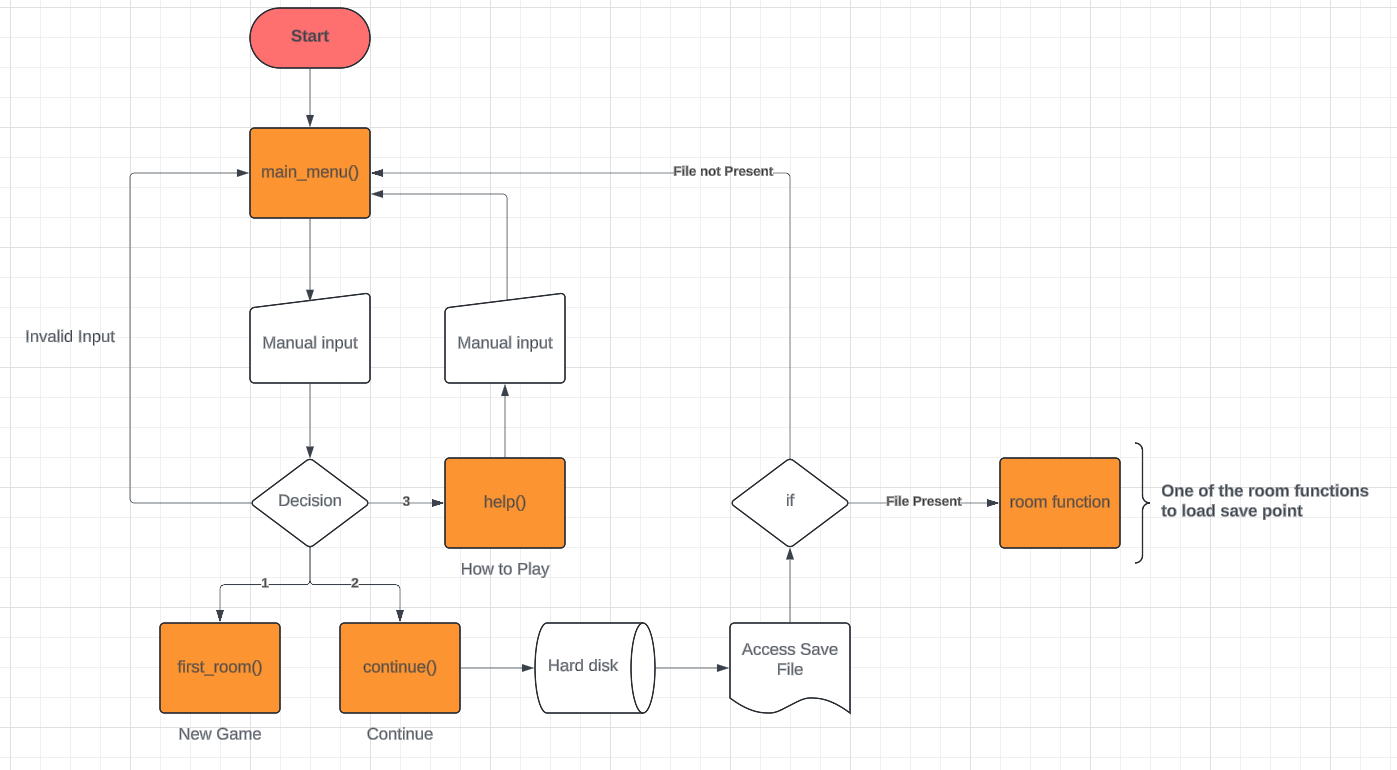 Start
main_menu()
File not Present
Invalid Input
Manual input
Manual input
Decision
3
help()
How to Play
if
File Present
room function
One of the room functions
to load save point
1
2
first_room()
New Game
continue()
Continue
Hard disk
Access Save
File